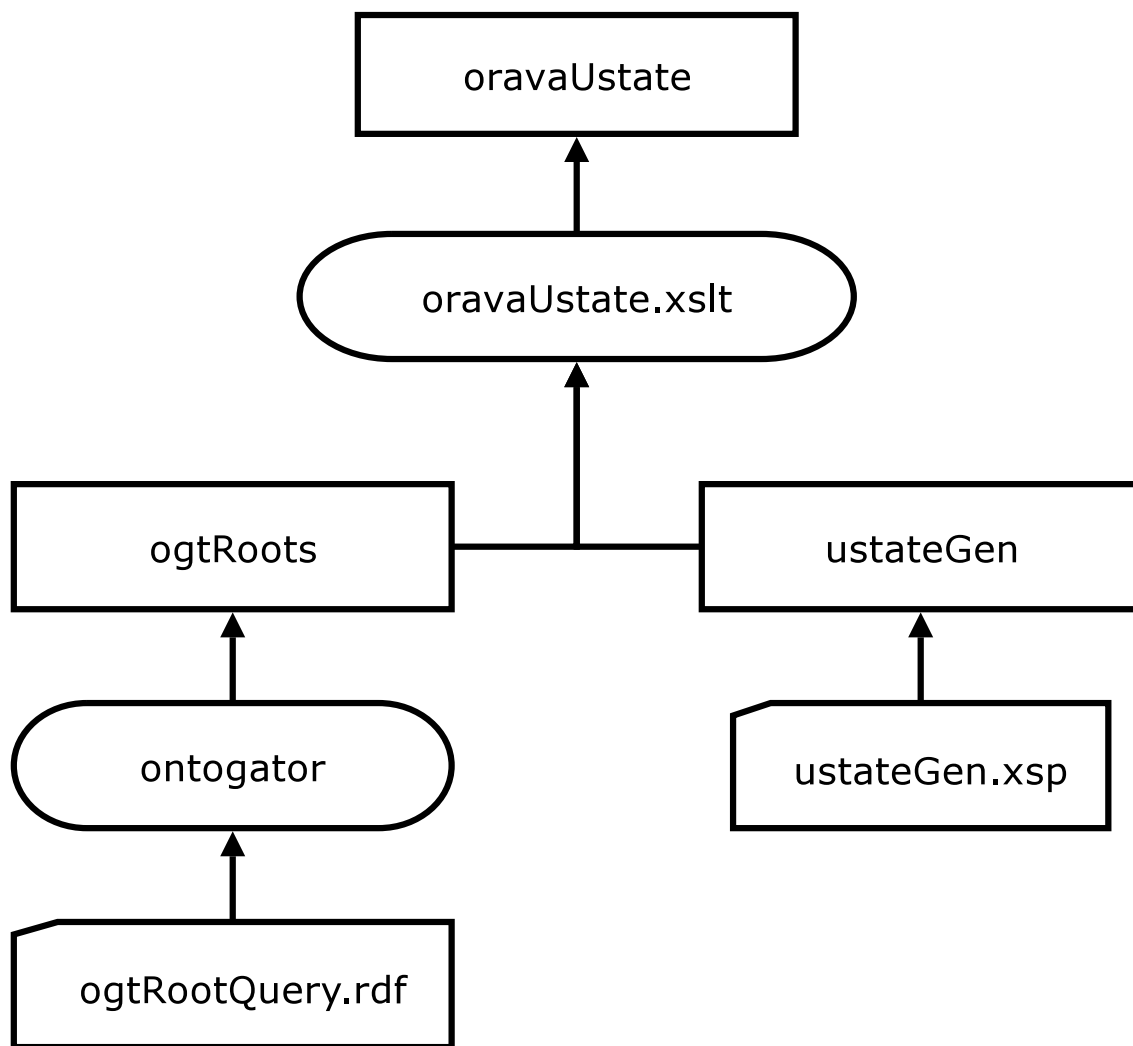 oravaUstate
oravaUstate.xslt
ogtRoots
ustateGen
ontogator
ustateGen.xsp
ogtRootQuery.rdf